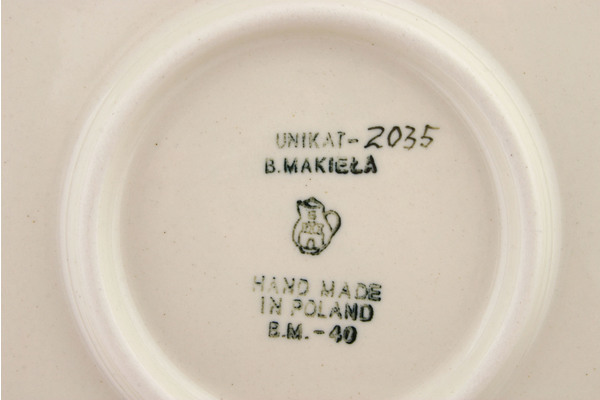 UNIKAT-2035
B.MAKIEŁA
HAND MADE
IN POLAND
B.M.-40